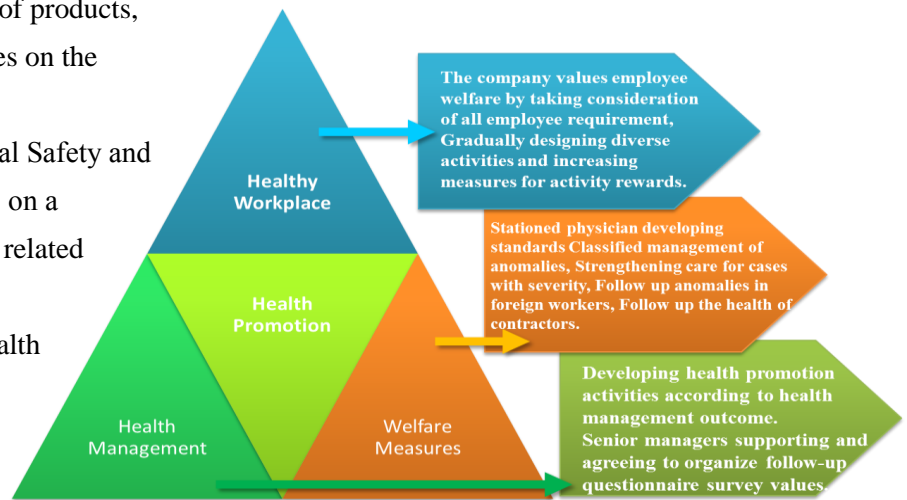 of products,
es on the
al Safety and
on a
related
alth
Healthy
Workplace
Health
Promotion
Health
Management
Welfare
Measures
The company values employee
welfare by taking consideration
of all employee requirement,
Gradually designing diverse
activities and increasing
measures for activity rewards.
Stationed physician developing
standards Classified management of
anomalies, Strengthening care for cases
with severity, Follow up anomalies in
foreign workers, Follow up the health of
contractors.
Developing health promotion
activities according to health
management outcome.
Senior managers supporting and
agreeing to organize follow-up
questionnaire survey values.